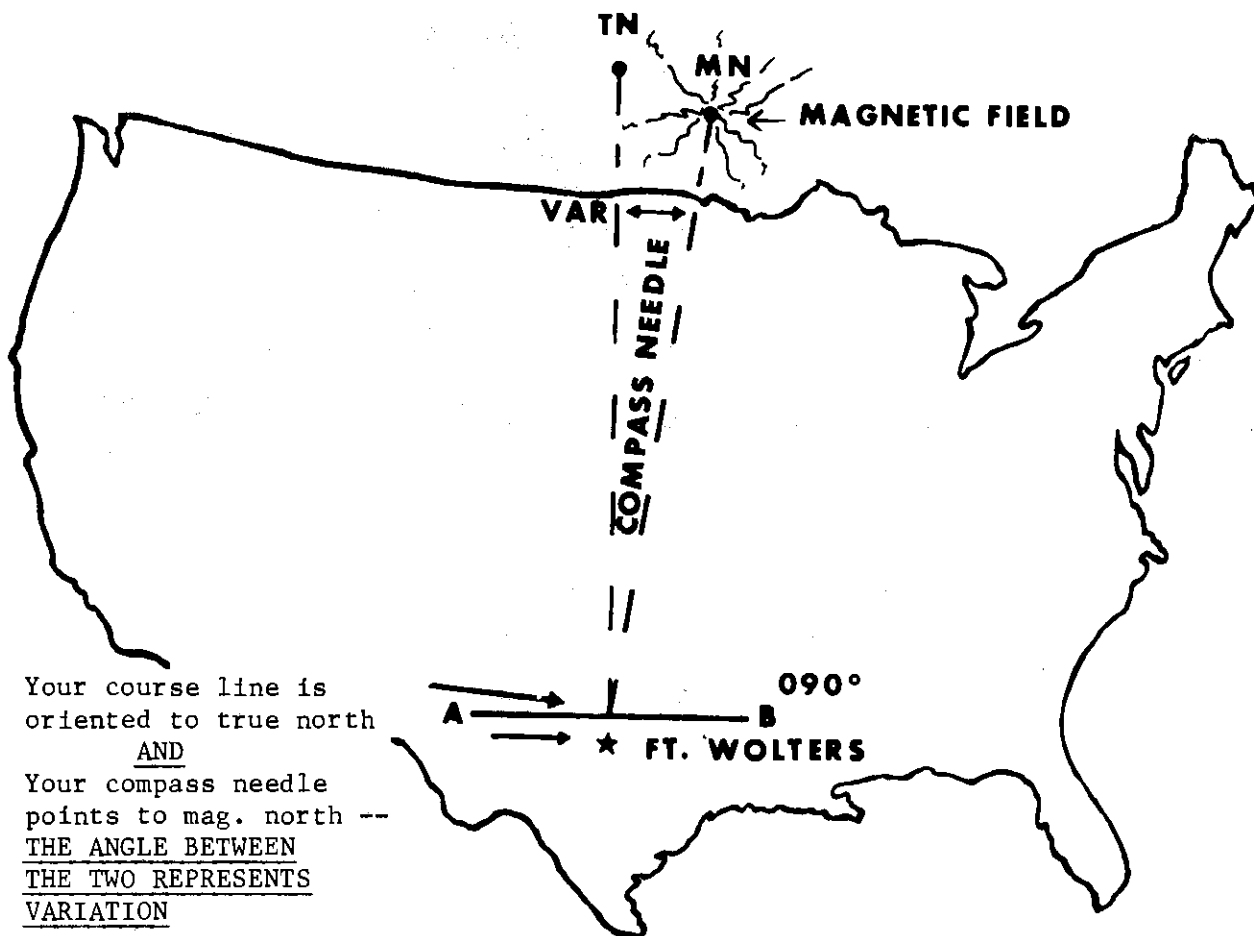 TN
MN
MAGNETIC FIELD
VAR
COMPASS NEEDLE
090°
A
B
FT. WOLTERS
Your course line is
oriented to true north
AND
Your compass needle
points to mag. north --
THE ANGLE BETWEEN
THE TWO REPRESENTS
VARIATION